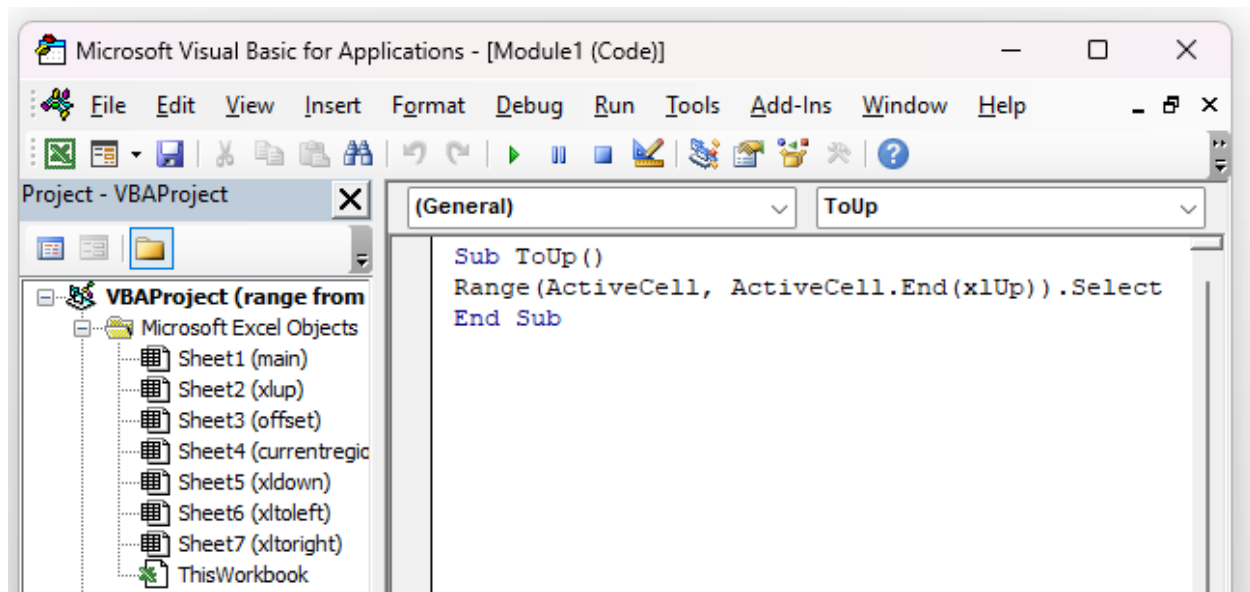 Microsoft Visual Basic for Applications - [Module1 (Code)]
File Edit View Insert Format Debug Run Tools Add-Ins Window Help
Project - VBAProject
(General) ToUp
VBAProject (range from
Microsoft Excel Objects
Sheet1 (main)
Sheet2 (xlup)
Sheet3 (offset)
Sheet4 (currentregio
Sheet5 (xldown)
Sheet6 (xltoleft)
Sheet7 (xltoright)
ThisWorkbook
Sub ToUp()
Range(ActiveCell, ActiveCell.End(xlUp)).Select
End Sub